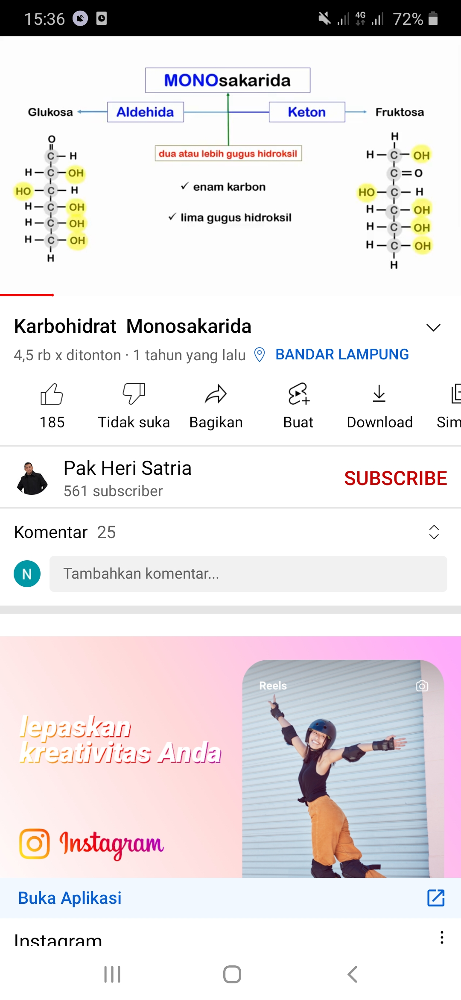 15:36
4G
72%
MONOsakarida
Glukosa
Aldehida
Keton
Fruktosa
dua atau lebih gugus hidroksil
✓ enam karbon
✓ lima gugus hidroksil
O
C — H
H — C — OH
HO — C — H
H — C — OH
H — C — OH
H — C — OH
H
H
H — C — OH
C = O
HO — C — H
H — C — OH
H — C — OH
H — C — OH
H
Karbohidrat Monosakarida
4,5 rb x ditonton · 1 tahun yang lalu BANDAR LAMPUNG
185 Tidak suka Bagikan Buat Download Sim
Pak Heri Satria
561 subscriber
SUBSCRIBE
Komentar 25
N
Tambahkan komentar...
Reels
lepaskan
kreativitas Anda
Instagram
Buka Aplikasi
Instagram